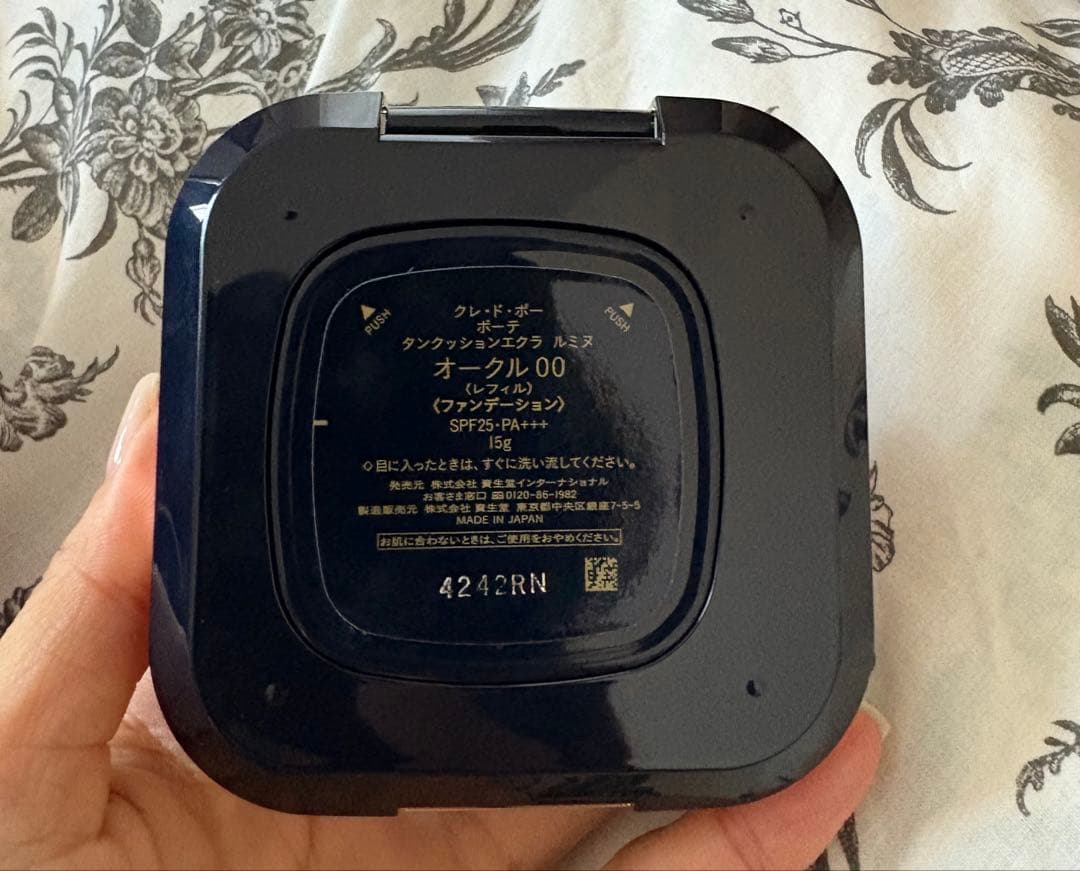 PUSH
PUSH
クレ・ド・ポー
ボーテ
タンクッションエクラ ルミヌ
オークル 00
〈レフィル〉
《ファンデーション》
SPF25・PA+++
15g
◇目に入ったときは、すぐに洗い流してください。
発売元 株式会社 資生堂インターナショナル
お客さま窓口 0120-86-1982
製造販売元 株式会社 資生堂 東京都中央区銀座7-5-5
MADE IN JAPAN
お肌に合わないときは、ご使用をおやめください。
4242RN